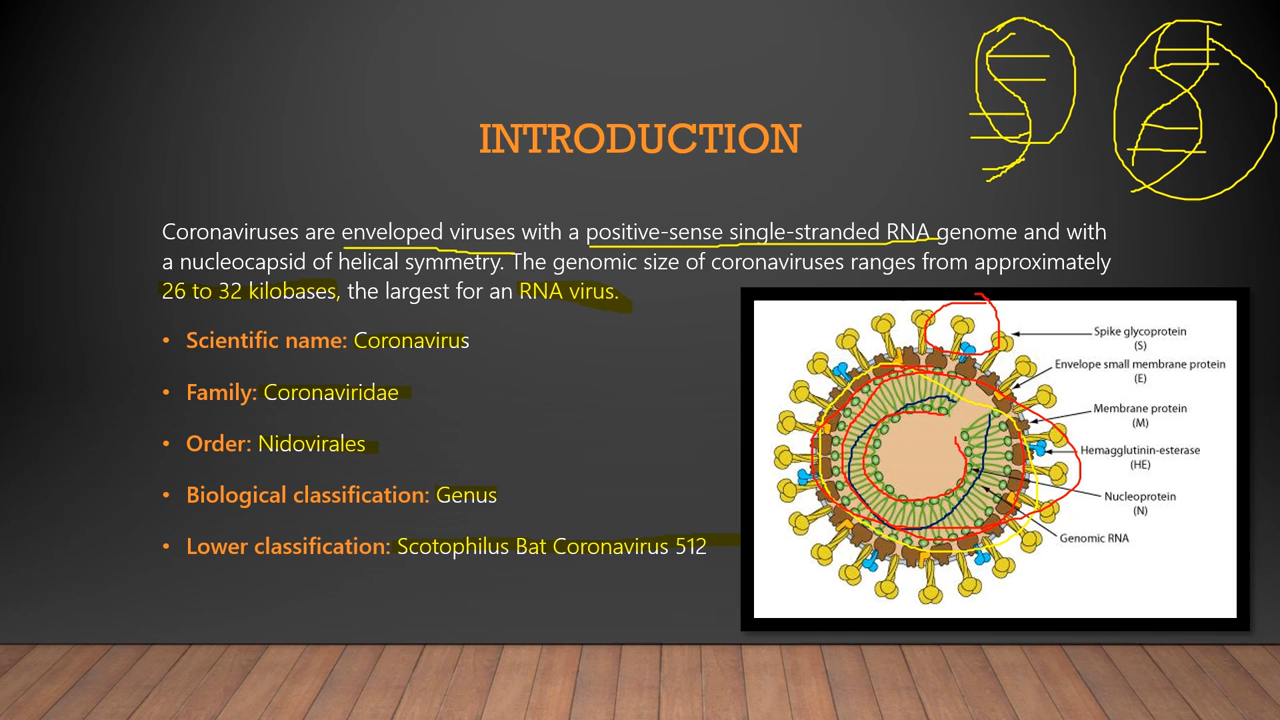 INTRODUCTION
Coronaviruses are enveloped viruses with a positive-sense single-stranded RNA genome and with
a nucleocapsid of helical symmetry. The genomic size of coronaviruses ranges from approximately
26 to 32 kilobases, the largest for an RNA virus.
• Scientific name: Coronavirus
• Family: Coronaviridae
• Order: Nidovirales
• Biological classification: Genus
• Lower classification: Scotophilus Bat Coronavirus 512
Spike glycoprotein
(S)
Envelope small membrane protein
(E)
Membrane protein
(M)
Hemagglutinin-esterase
(HE)
Nucleoprotein
(N)
Genomic RNA